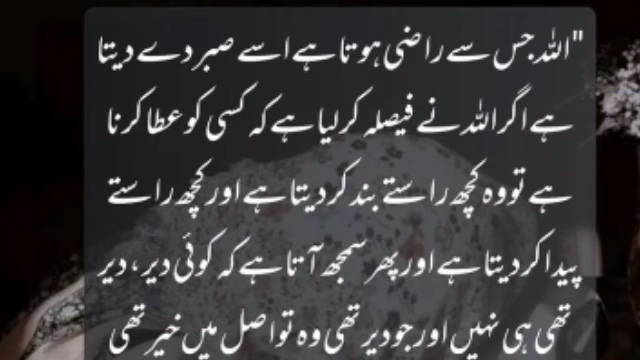 "اللہ جس سے راضی ہوتا ہے اسے صبر دے دیتا
ہے اگر اللہ نے فیصلہ کر لیا ہے کہ کسی کو عطا کرنا
ہے تو وہ کچھ راستے بند کر دیتا ہے اور کچھ راستے
پیدا کر دیتا ہے اور پھر سمجھ آتا ہے کہ کوئی دیر، دیر
تھی ہی نہیں اور جو دیر تھی وہ تو اصل میں خیر تھی